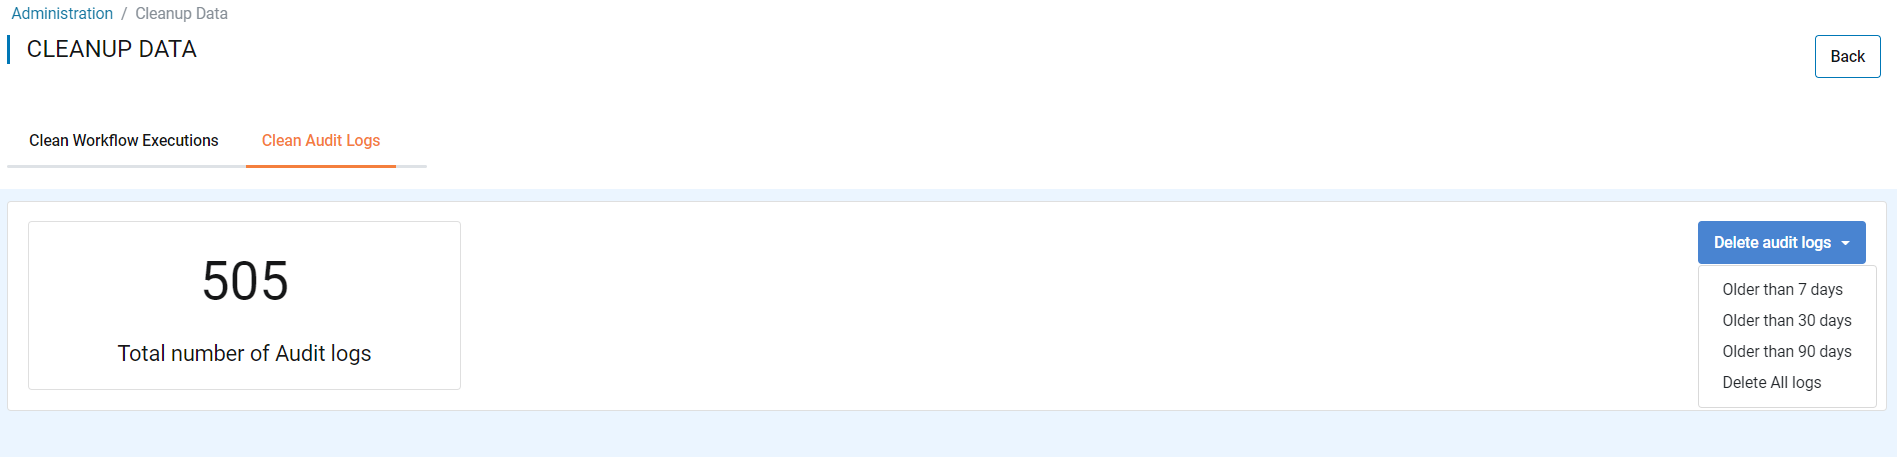 Administration / Cleanup Data
CLEANUP DATA
Back
Clean Workflow Executions
Clean Audit Logs
505
Total number of Audit logs
Delete audit logs
Older than 7 days
Older than 30 days
Older than 90 days
Delete All logs